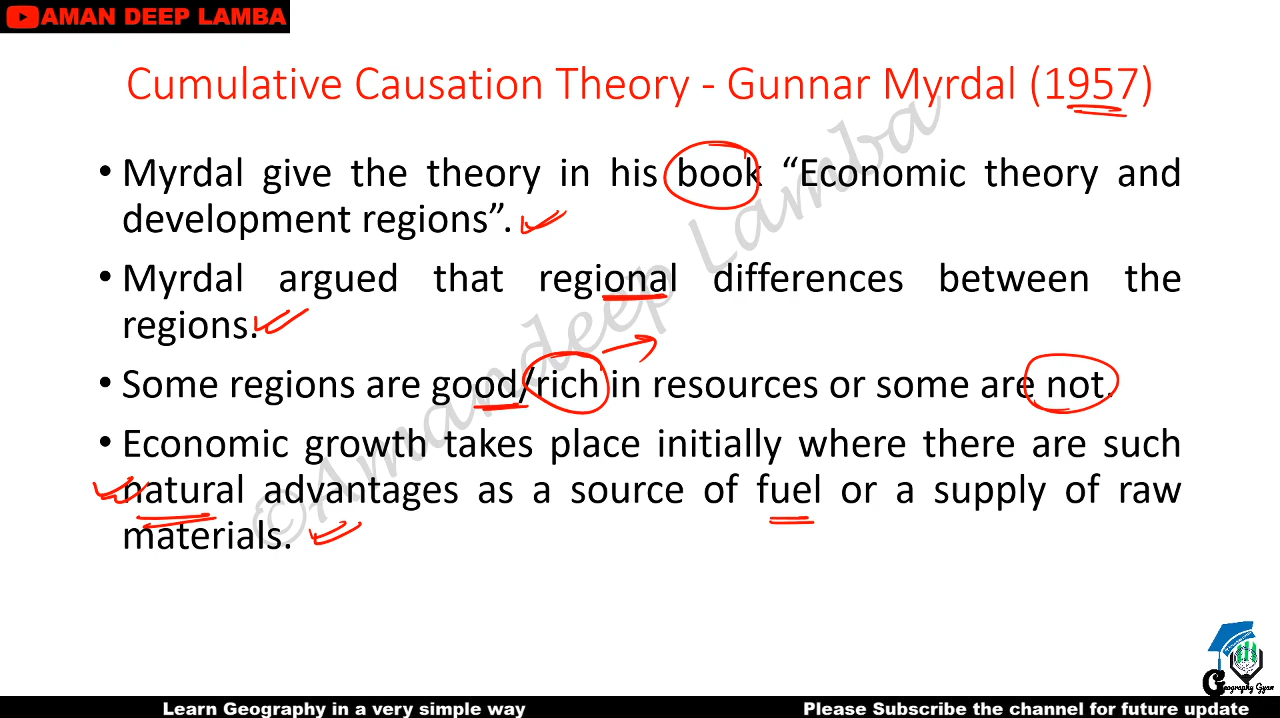 AMAN DEEP LAMBA
Cumulative Causation Theory - Gunnar Myrdal (1957)
• Myrdal give the theory in his book “Economic theory and
development regions”.
• Myrdal argued that regional differences between the
regions.
• Some regions are good/rich in resources or some are not.
• Economic growth takes place initially where there are such
natural advantages as a source of fuel or a supply of raw
materials.
©Amandeep Lamba
Geography Gyan
Learn Geography in a very simple way
Please Subscribe the channel for future update